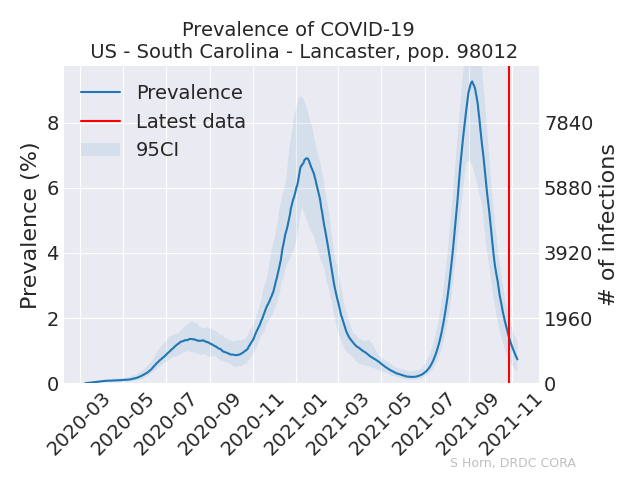 Prevalence of COVID-19
US - South Carolina - Lancaster, pop. 98012
Prevalence
Latest data
95CI
Prevalence (%)
8
6
4
2
0
7840
5880
3920
1960
0
# of infections
2020-03
2020-05
2020-07
2020-09
2020-11
2021-01
2021-03
2021-05
2021-07
2021-09
2021-11
S Horn, DRDC CORA